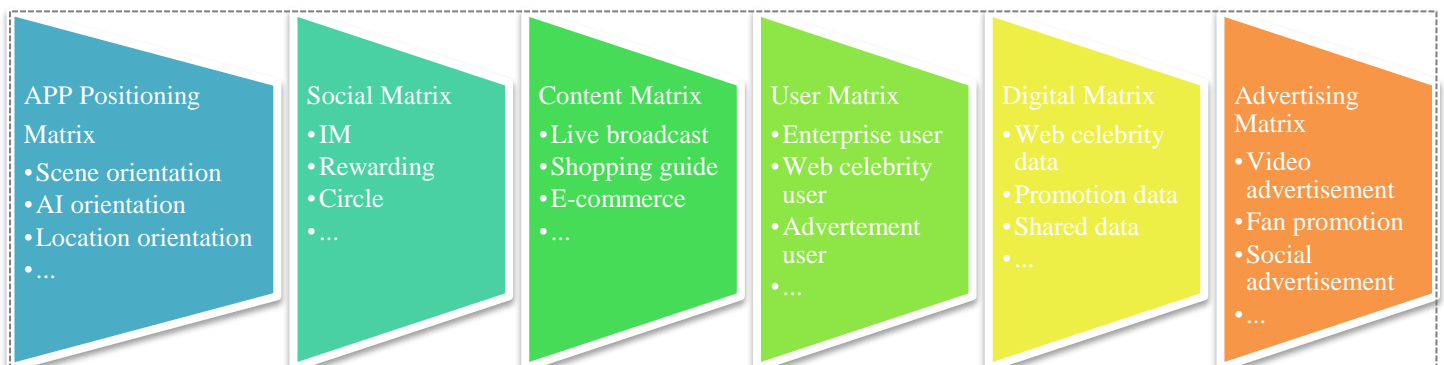 APP Positioning
Matrix
•Scene orientation
•AI orientation
•Location orientation
•...
Social Matrix
•IM
•Rewarding
•Circle
•...
Content Matrix
•Live broadcast
•Shopping guide
•E-commerce
•...
User Matrix
•Enterprise user
•Web celebrity
user
•Advertement
user
•...
Digital Matrix
•Web celebrity
data
•Promotion data
•Shared data
•...
Advertising
Matrix
•Video
advertisement
•Fan promotion
•Social
advertisement
•...